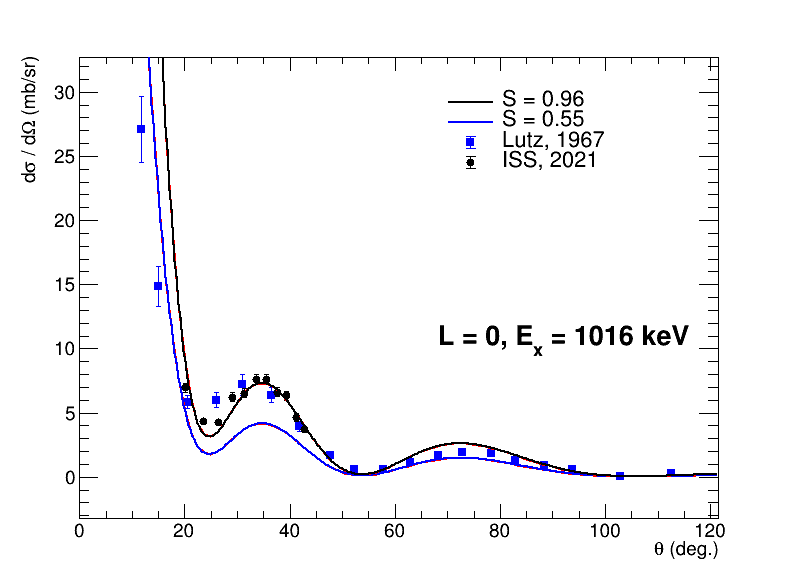 dσ / dΩ (mb/sr)
30
25
20
15
10
5
0
S = 0.96
S = 0.55
Lutz, 1967
ISS, 2021
L = 0, Ex = 1016 keV
0 20 40 60 80 100 120
θ (deg.)